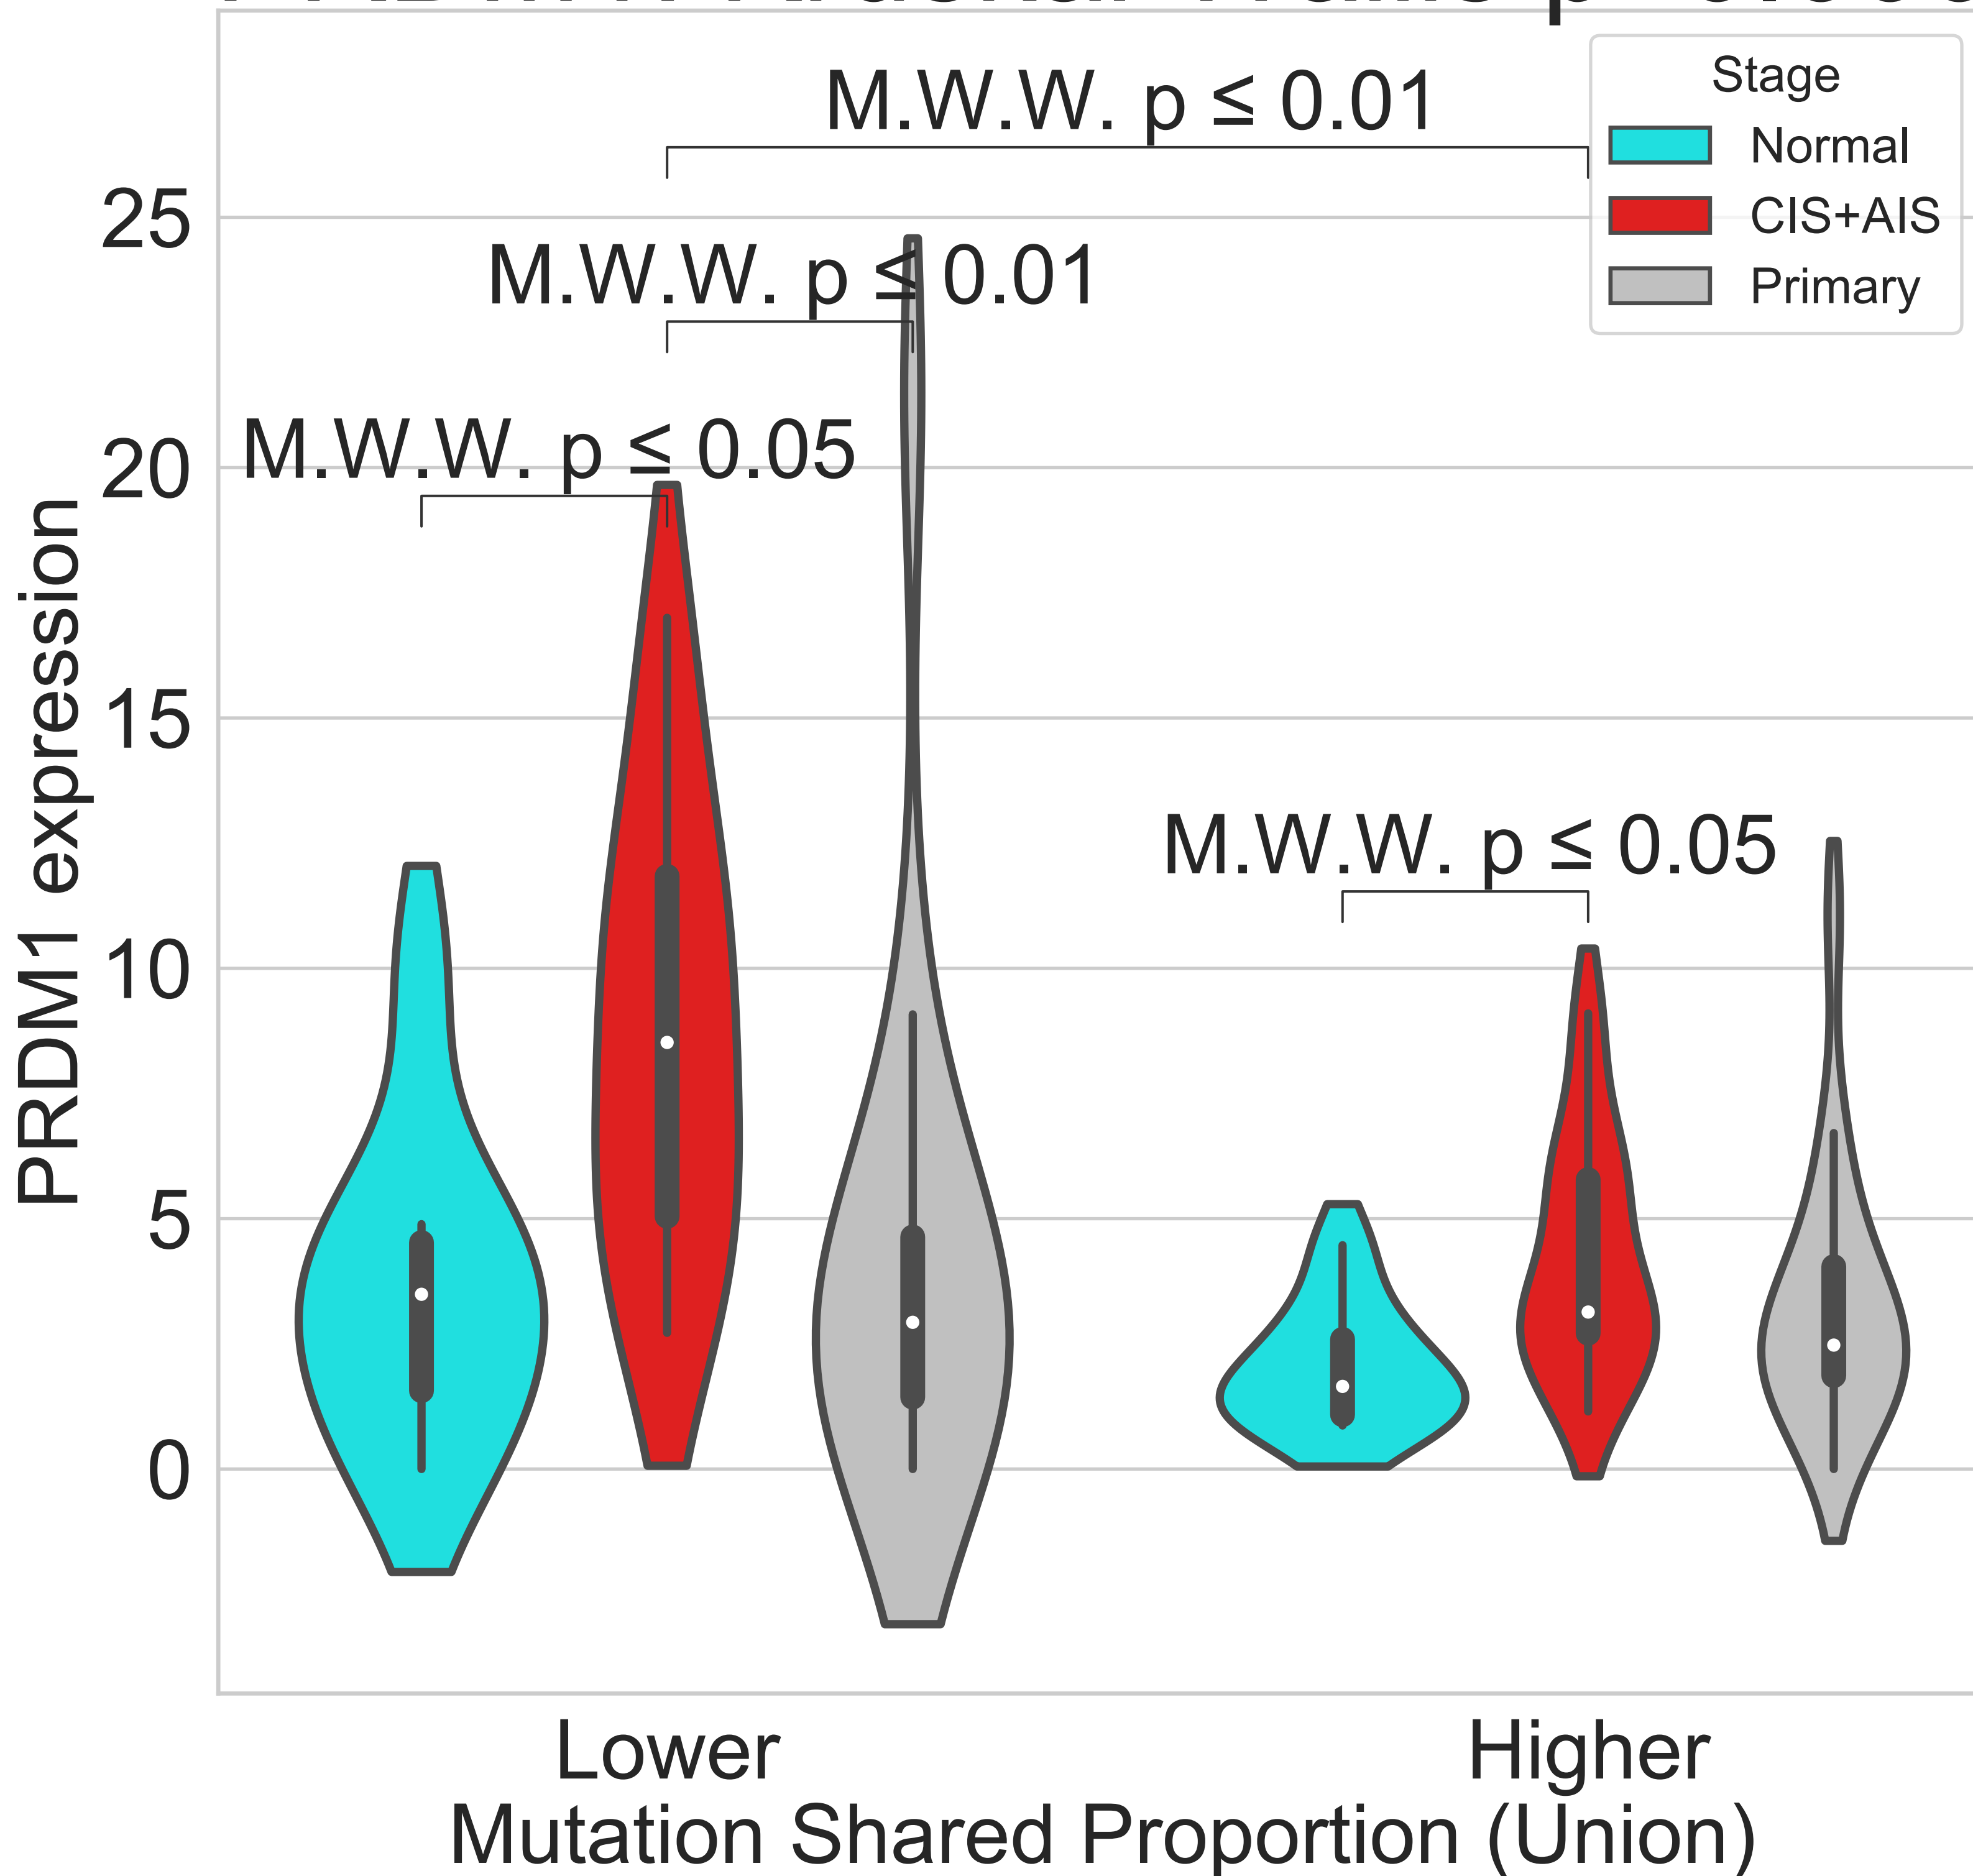 M.W.W. p ≤ 0.01
Stage
Normal
CIS+AIS
Primary
M.W.W. p ≤ 0.01
M.W.W. p ≤ 0.05
M.W.W. p ≤ 0.05
25
20
15
10
5
0
PRDM1 expression
Lower
Higher
Mutation Shared Proportion (Union)